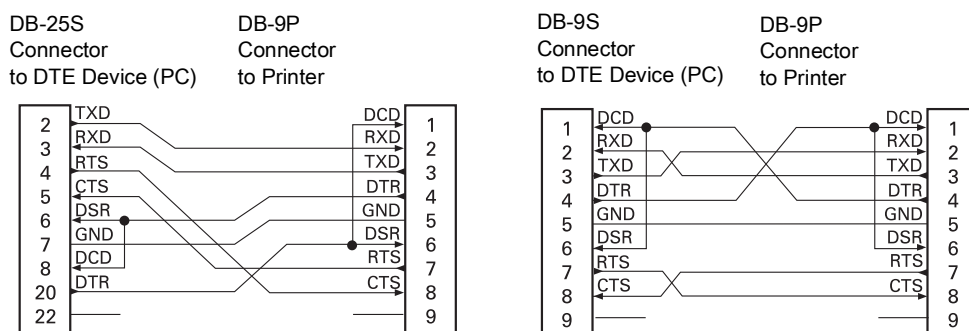 DB-25S DB-9P
Connector Connector
to DTE Device (PC) to Printer
2 TXD DCD 1
3 RXD RXD 2
4 RTS TXD 3
5 CTS DTR 4
6 DSR GND 5
7 GND DSR 6
8 DCD RTS 7
20 DTR CTS 8
22 9
DB-9S DB-9P
Connector Connector
to DTE Device (PC) to Printer
1 DCD DCD 1
2 RXD RXD 2
3 TXD TXD 3
4 DTR DTR 4
5 GND GND 5
6 DSR DSR 6
7 RTS RTS 7
8 CTS CTS 8
9 9